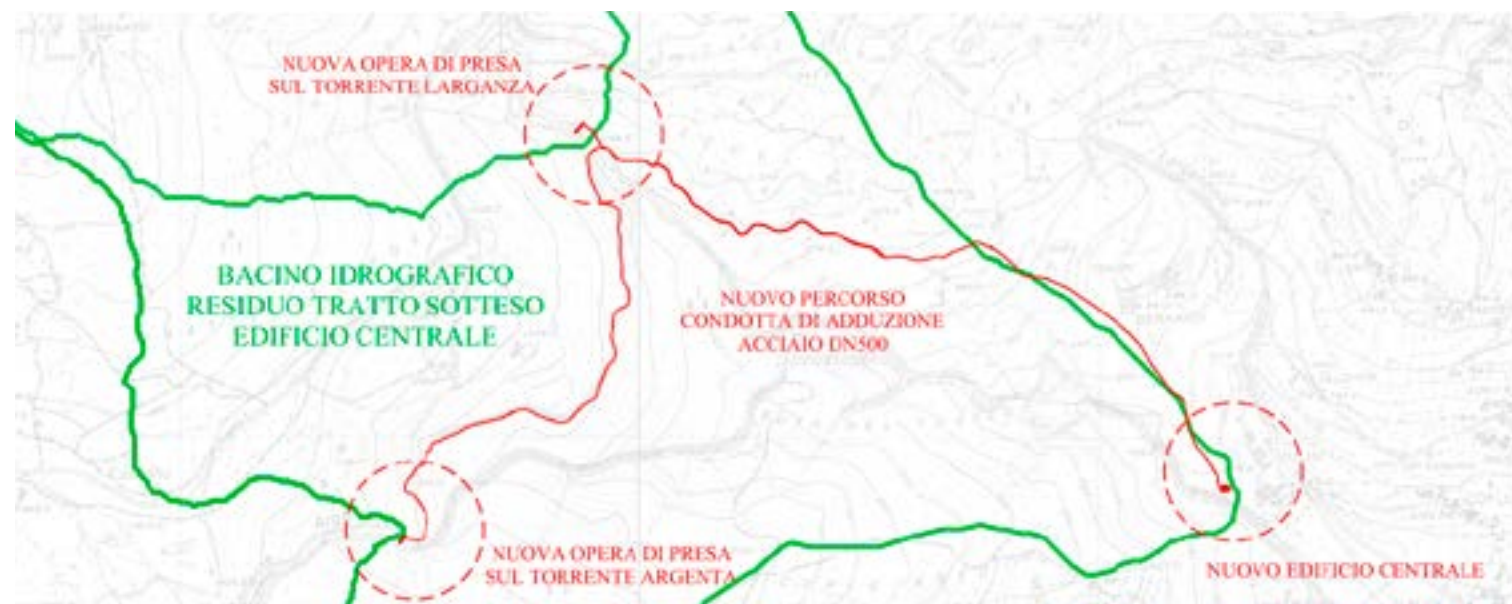 NUOVA OPERA DI PRESA
SUL TORRENTE LARGANZA
BACINO IDROGRAFICO
RESIDUO TRATTO SOTTESO
EDIFICIO CENTRALE
NUOVO PERCORSO
CONDOTTA DI ADDUZIONE
ACCIAIO DN500
NUOVA OPERA DI PRESA
SUL TORRENTE ARGENTA
NUOVO EDIFICIO CENTRALE